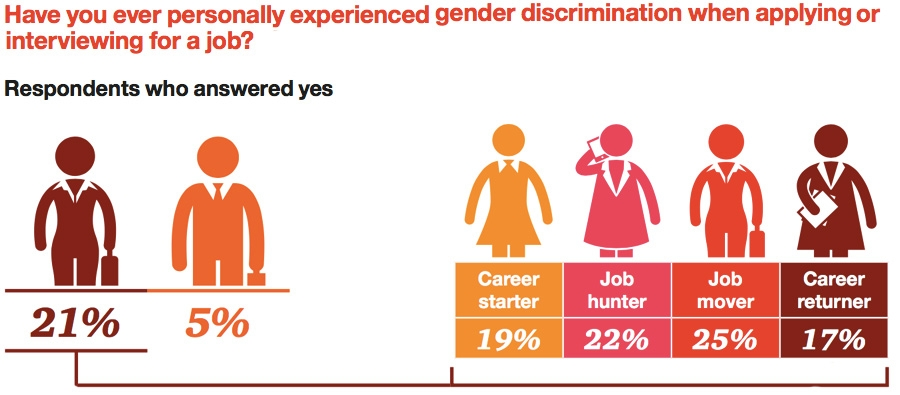 Have you ever personally experienced gender discrimination when applying or
interviewing for a job?
Respondents who answered yes
21%
5%
Career
starter
19%
Job
hunter
22%
Job
mover
25%
Career
returner
17%